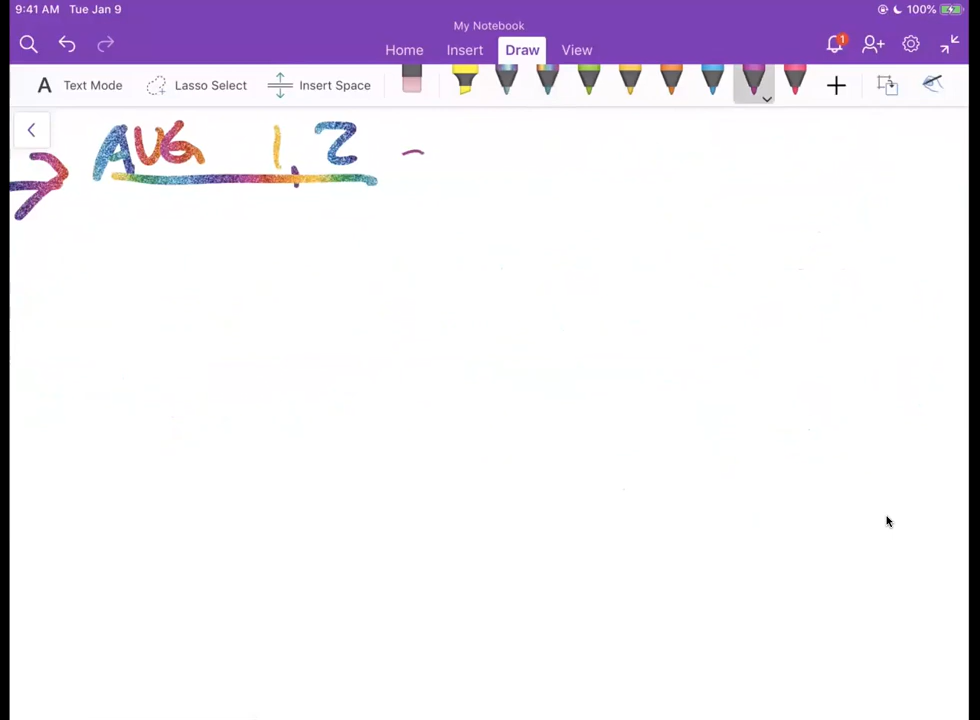 9:41 AM Tue Jan 9 100%
My Notebook
1
Home Insert Draw View
A Text Mode Lasso Select Insert Space
AUG 1, 2 -